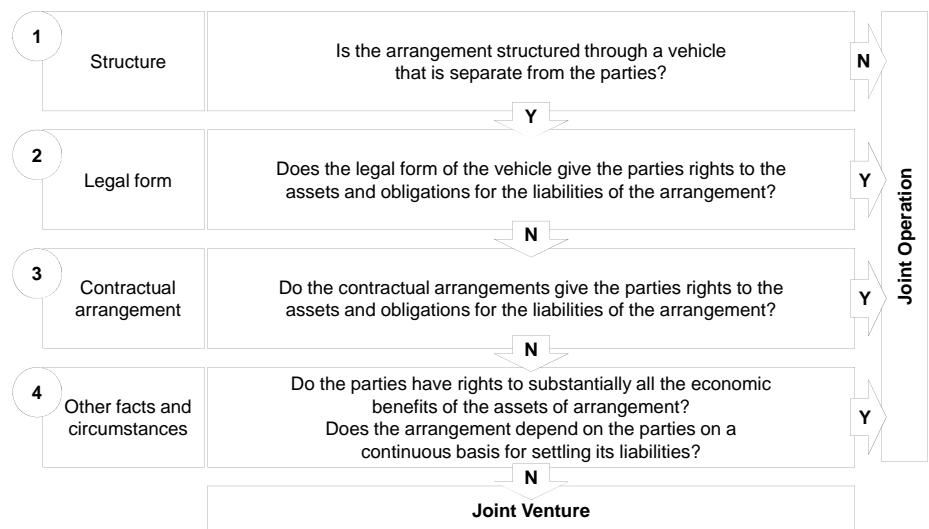 1
Structure
Is the arrangement structured through a vehicle
that is separate from the parties?
N
Y
2
Legal form
Does the legal form of the vehicle give the parties rights to the
assets and obligations for the liabilities of the arrangement?
Y
N
3
Contractual
arrangement
Do the contractual arrangements give the parties rights to the
assets and obligations for the liabilities of the arrangement?
Y
N
4
Other facts and
circumstances
Do the parties have rights to substantially all the economic
benefits of the assets of arrangement?
Does the arrangement depend on the parties on a
continuous basis for settling its liabilities?
Y
N
Joint Venture
Joint Operation